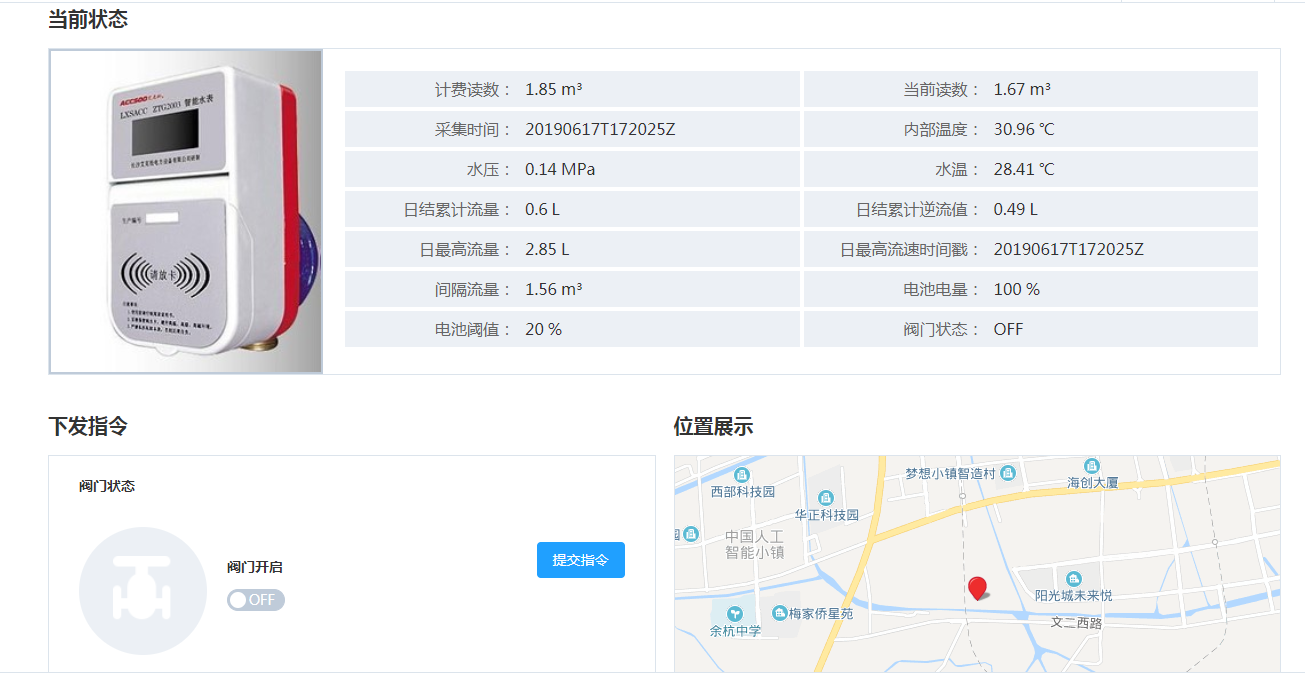 当前状态
ACCSOO
LXSACC ZTG2003 智能水表
生产编号
请放卡
计费读数： 1.85 m³
当前读数： 1.67 m³
采集时间： 20190617T172025Z
内部温度： 30.96 ℃
水压： 0.14 MPa
水温： 28.41 ℃
日结累计流量： 0.6 L
日结累计逆流值： 0.49 L
日最高流量： 2.85 L
日最高流速时间戳： 20190617T172025Z
间隔流量： 1.56 m³
电池电量： 100 %
电池阈值： 20 %
阀门状态： OFF
下发指令
阀门状态
阀门开启
OFF
提交指令
位置展示
梦想小镇智造村
海创大厦
西部科技园
华正科技园
园
中国人工
智能小镇
阳光城未来悦
梅家侨星苑
文二西路
余杭中学